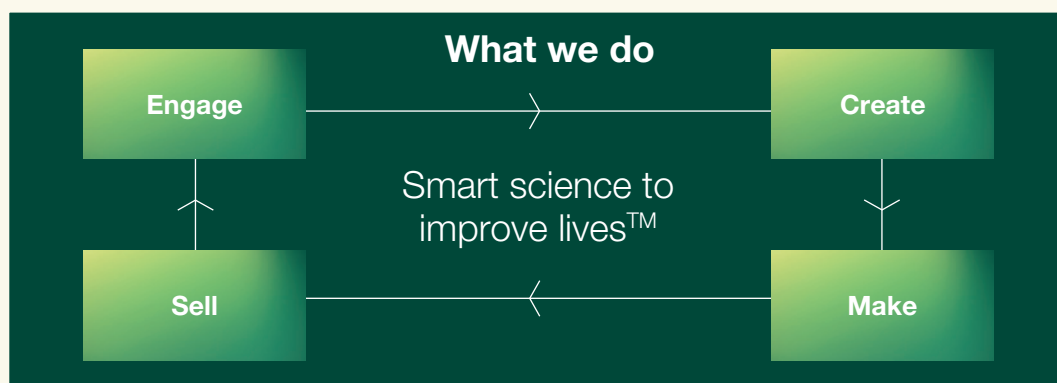 What we do
Engage
Create
Smart science to
improve lives™
Sell
Make